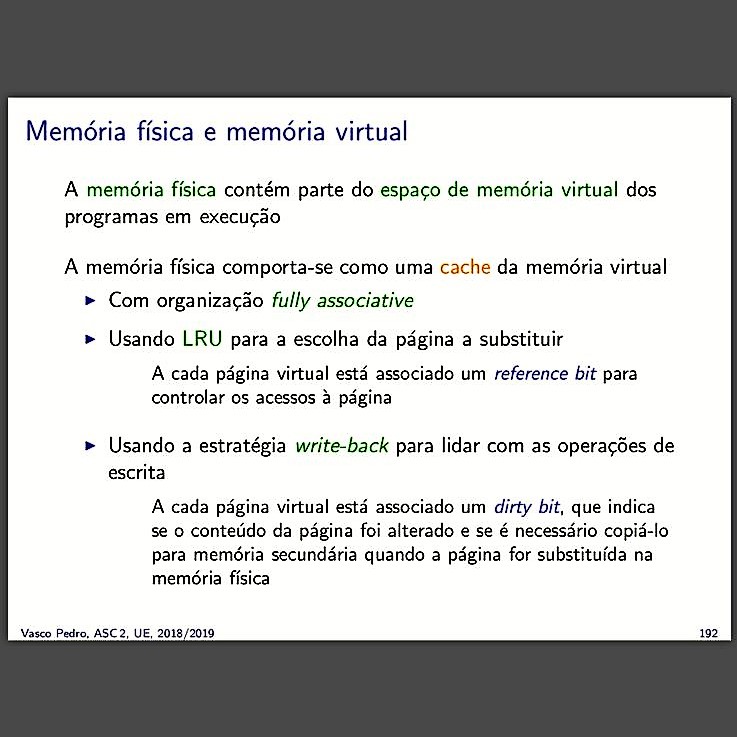 Memória física e memória virtual
A memória física contém parte do espaço de memória virtual dos
programas em execução
A memória física comporta-se como uma cache da memória virtual
Com organização fully associative
Usando LRU para a escolha da página a substituir
A cada página virtual está associado um reference bit para
controlar os acessos à página
Usando a estratégia write-back para lidar com as operações de
escrita
A cada página virtual está associado um dirty bit, que indica
se o conteúdo da página foi alterado e se é necessário copiá-lo
para memória secundária quando a página for substituída na
memória física
Vasco Pedro, ASC2, UE, 2018/2019
192